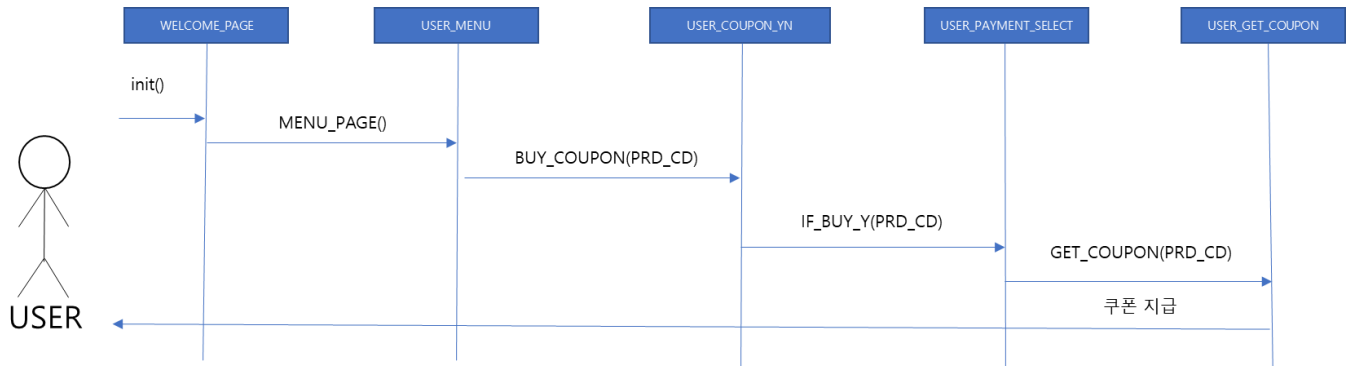 WELCOME_PAGE
USER_MENU
USER_COUPON_YN
USER_PAYMENT_SELECT
USER_GET_COUPON
init()
MENU_PAGE()
BUY_COUPON(PRD_CD)
IF_BUY_Y(PRD_CD)
GET_COUPON(PRD_CD)
쿠폰 지급
USER